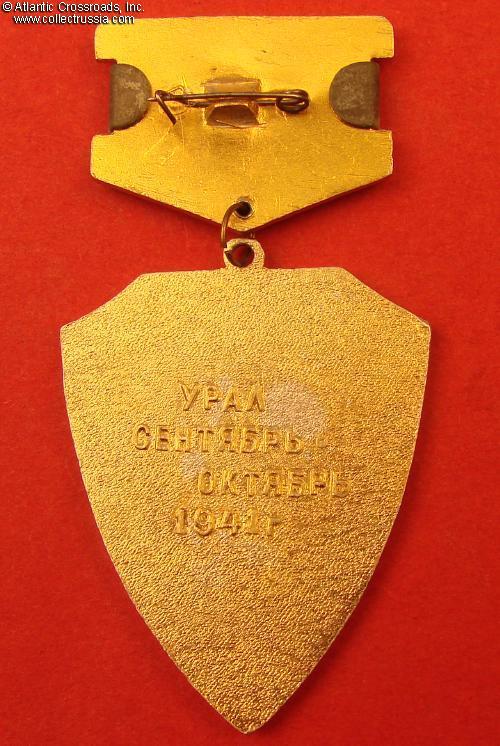 © Atlantic Crossroads, Inc.
www.collectrussia.com
УРАЛ
СЕНТЯБРЬ -
ОКТЯБРЬ
1941г